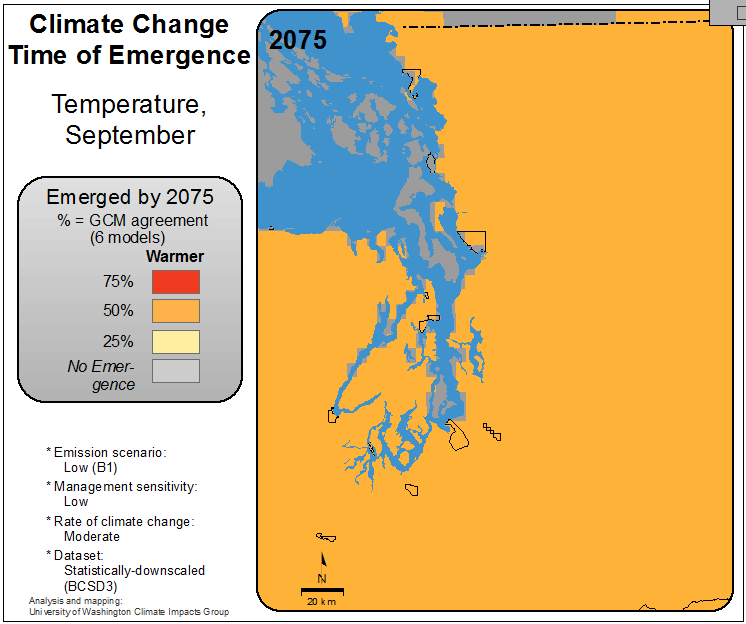 Climate Change
Time of Emergence
Temperature,
September
Emerged by 2075
% = GCM agreement
(6 models)
Warmer
75%
50%
25%
No Emer-
gence
* Emission scenario:
Low (B1)
* Management sensitivity:
Low
* Rate of climate change:
Moderate
* Dataset:
Statistically-downscaled
(BCSD3)
Analysis and mapping:
University of Washington Climate Impacts Group
2075
N
20 km